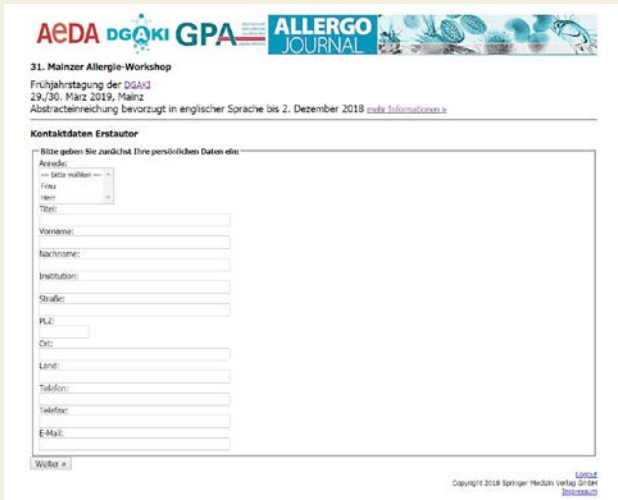 AeDA DGAKI GPA ALLERGO JOURNAL
31. Mainzer Allergie-Workshop
Frühjahrstagung der DGAKI
29./30. März 2019, Mainz
Abstracteinreichung bevorzugt in englischer Sprache bis 2. Dezember 2018 mehr Informationen »
Kontaktdaten Erstautor
Bitte geben Sie zunächst Ihre persönlichen Daten ein:
Anrede:
--- bitte wählen ---
Frau
Herr
Titel:
Vorname:
Nachname:
Institution:
Straße:
PLZ:
Ort:
Land:
Telefon:
Telefax:
E-Mail:
Weiter »
Logout
Copyright 2018 Springer Medizin Verlag GmbH
Impressum